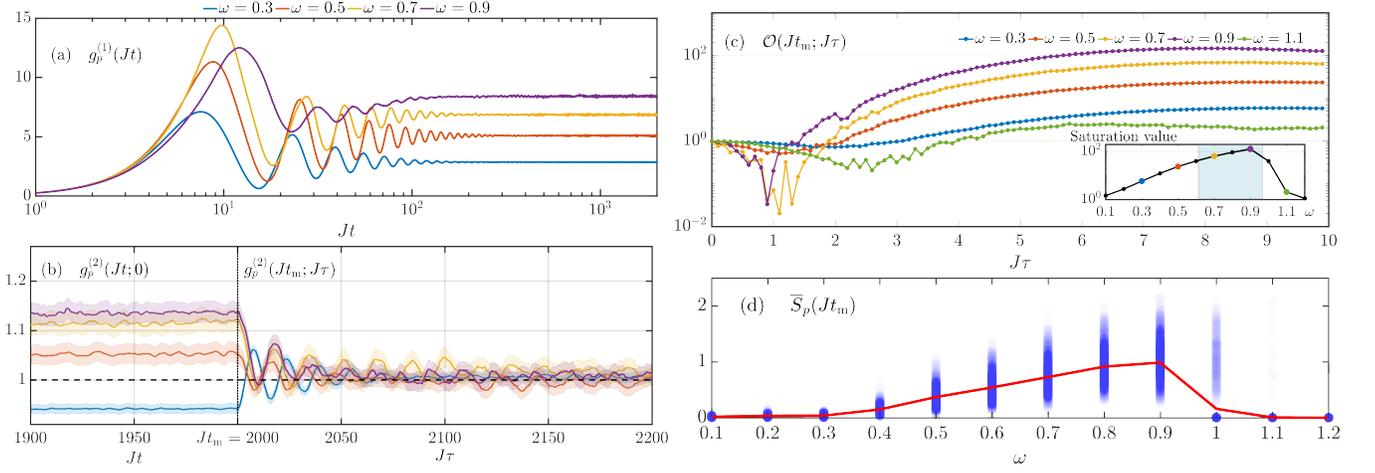 ω = 0.3 ω = 0.5 ω = 0.7 ω = 0.9
(a) g_p^(1)(Jt)
15
10
5
0
10^0 10^1 10^2 10^3
Jt
(b) g_p^(2)(Jt;0) g_p^(2)(Jt_m;Jτ)
1.2
1.1
1
1900 1950 Jt_m = 2000 2050 2100 2150 2200
Jt Jτ
(c) 𝒪(Jt_m;Jτ)
ω = 0.3 ω = 0.5 ω = 0.7 ω = 0.9 ω = 1.1
10^2
10^0
10^−2
Saturation value
10^2
10^0
0.1 0.3 0.5 0.7 0.9 1.1 ω
0 1 2 3 4 5 6 7 8 9 10
Jτ
(d) S̅_p(Jt_m)
2
1
0
0.1 0.2 0.3 0.4 0.5 0.6 0.7 0.8 0.9 1 1.1 1.2
ω